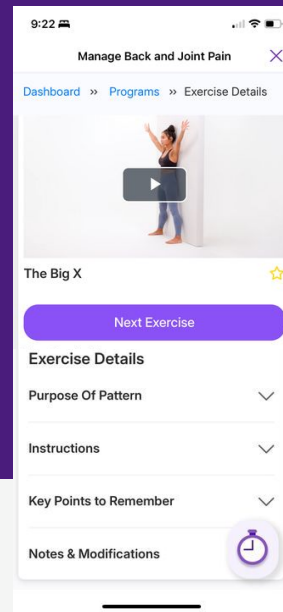 9:22
Manage Back and Joint Pain
Dashboard » Programs » Exercise Details
The Big X
Next Exercise
Exercise Details
Purpose Of Pattern
Instructions
Key Points to Remember
Notes & Modifications